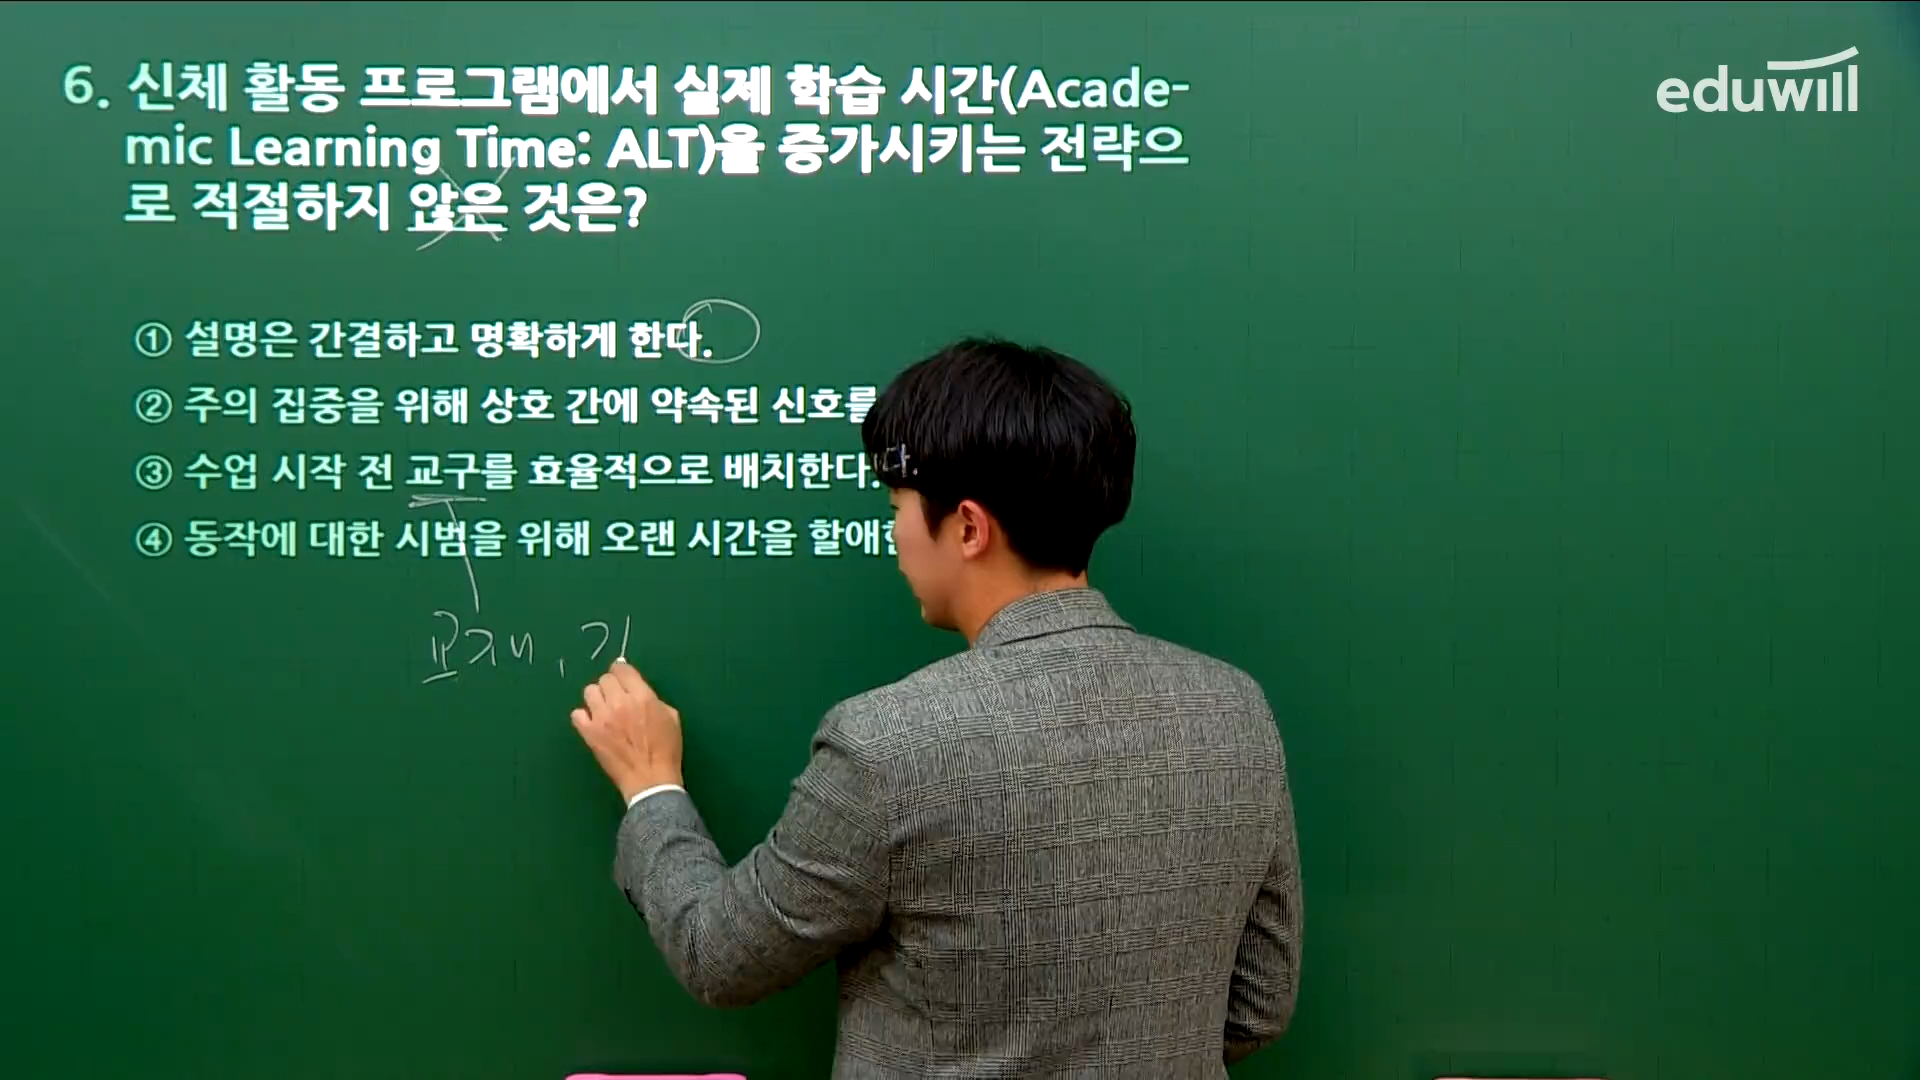 eduwill
6. 신체 활동 프로그램에서 실제 학습 시간(Acade-
mic Learning Time: ALT)을 증가시키는 전략으
로 적절하지 않은 것은?
① 설명은 간결하고 명확하게 한다.
② 주의 집중을 위해 상호 간에 약속된 신호를
③ 수업 시작 전 교구를 효율적으로 배치한다.
④ 동작에 대한 시범을 위해 오랜 시간을
교재, 기